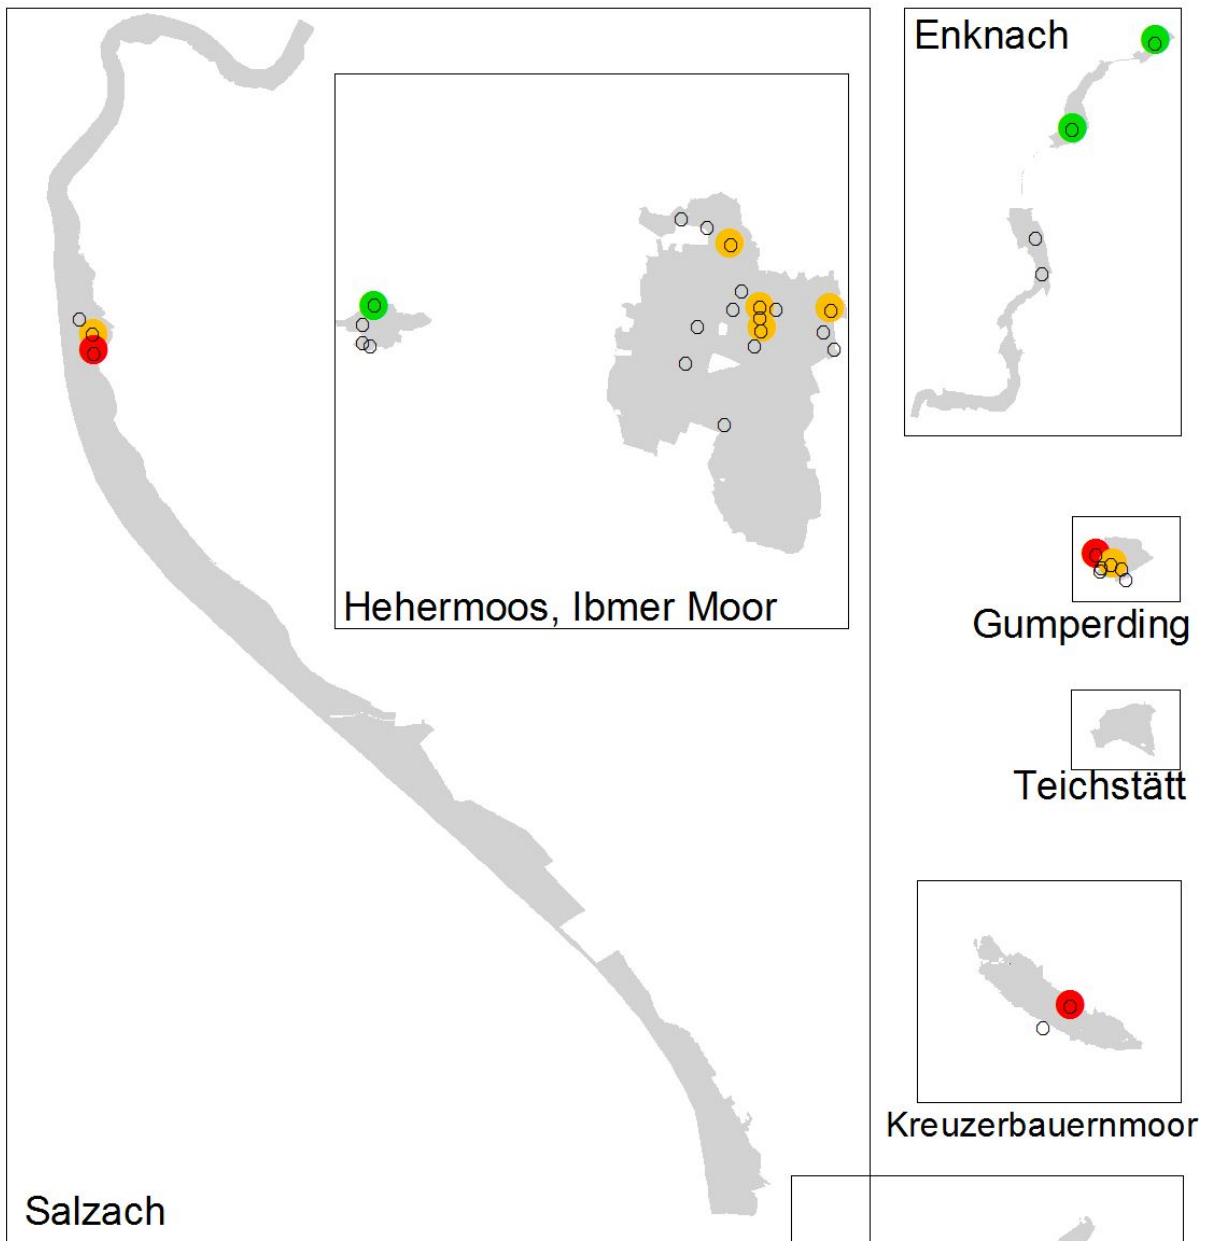 Enknach
Hehermoos, Ibmer Moor
Gumperding
Teichstätt
Kreuzerbauernmoor
Salzach